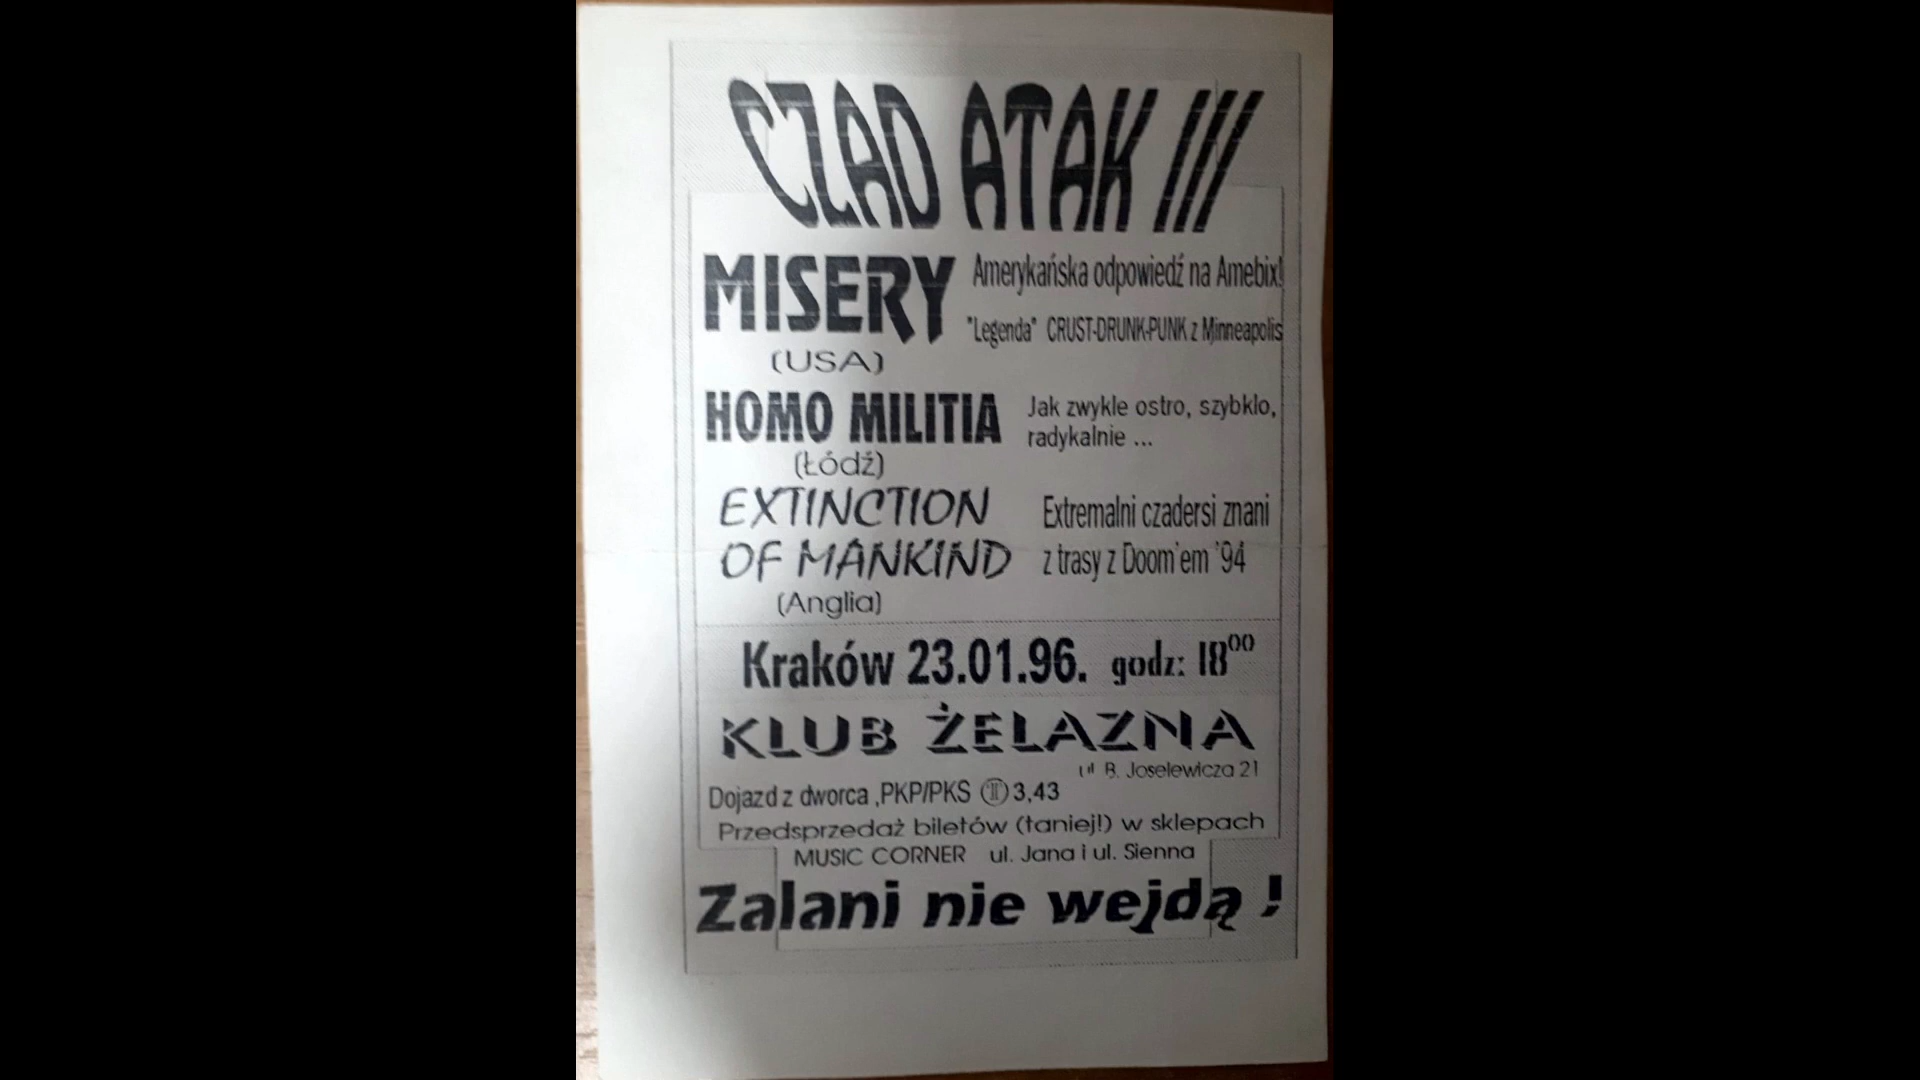 CZAD ATAK III
MISERY
Amerykańska odpowiedź na Amebix!
"Legenda" CRUST-DRUNK-PUNK z Minneapolis
(USA)
HOMO MILITIA
Jak zwykle ostro, szybko,
radykalnie ...
(Łódź)
EXTINCTION
OF MANKIND
Extremalni czadersi znani
z trasy z Doom'em '94
(Anglia)
Kraków 23.01.96. godz: 18⁰⁰
KLUB ŻELAZNA
ul B. Joselewicza 21
Dojazd z dworca ,PKP/PKS (T) 3,43
Przedsprzedaż biletów (taniej!) w sklepach
MUSIC CORNER ul. Jana i ul. Sienna
Zalani nie wejdą !